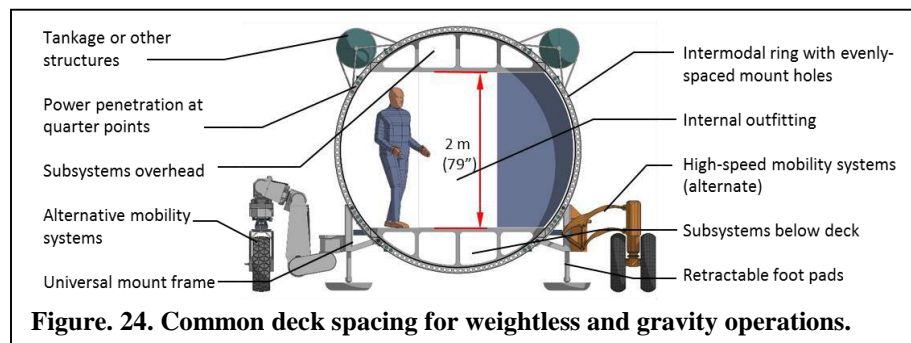 Tankage or other
structures
Power penetration at
quarter points
Subsystems overhead
Alternative mobility
systems
Universal mount frame
2 m
(79”)
Intermodal ring with evenly-
spaced mount holes
Internal outfitting
High-speed mobility systems
(alternate)
Subsystems below deck
Retractable foot pads
Figure. 24. Common deck spacing for weightless and gravity operations.